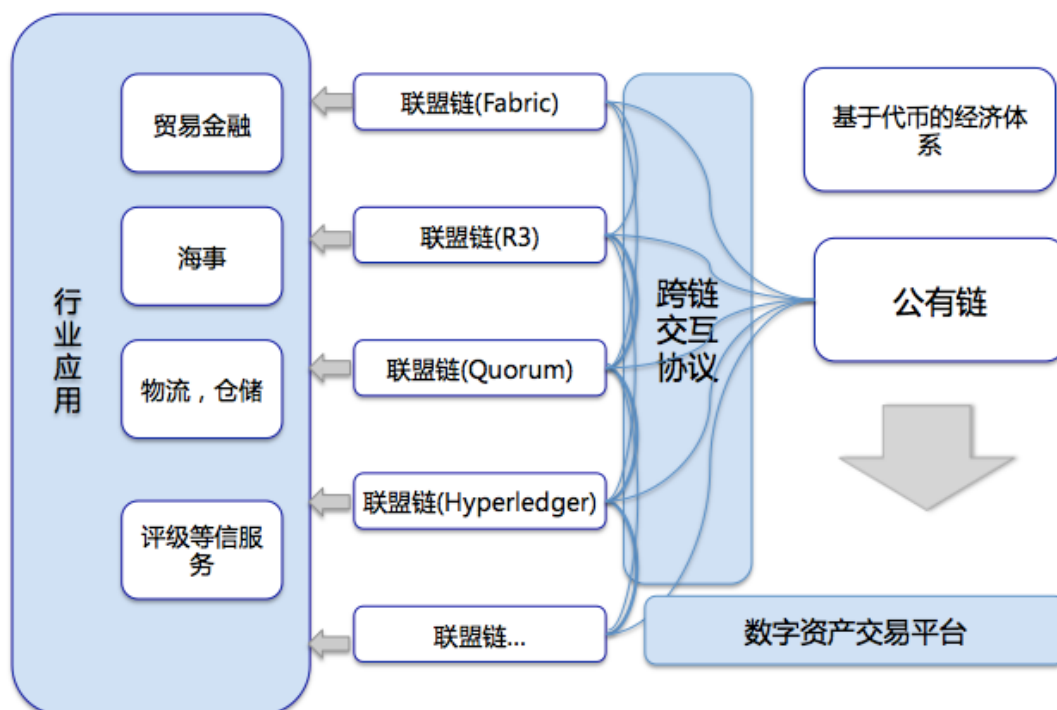 行业应用
贸易金融
海事
物流，仓储
评级等信服
务
联盟链(Fabric)
联盟链(R3)
联盟链(Quorum)
联盟链(Hyperledger)
联盟链...
跨链
交互
协议
基于代币的经济体
系
公有链
数字资产交易平台